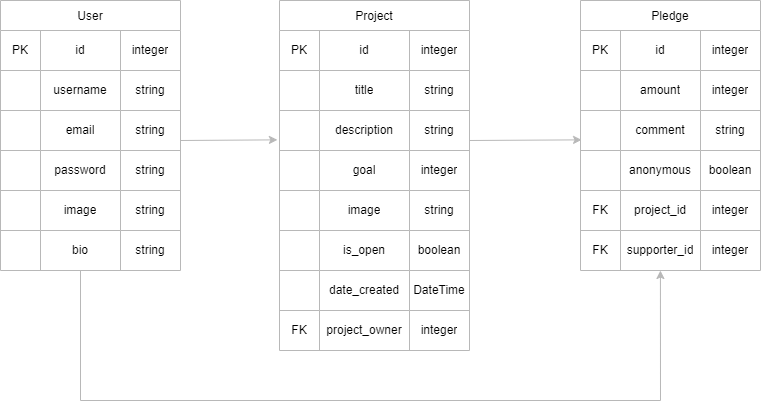 User
PK id integer
username string
email string
password string
image string
bio string
Project
PK id integer
title string
description string
goal integer
image string
is_open boolean
date_created DateTime
FK project_owner integer
Pledge
PK id integer
amount integer
comment string
anonymous boolean
FK project_id integer
FK supporter_id integer